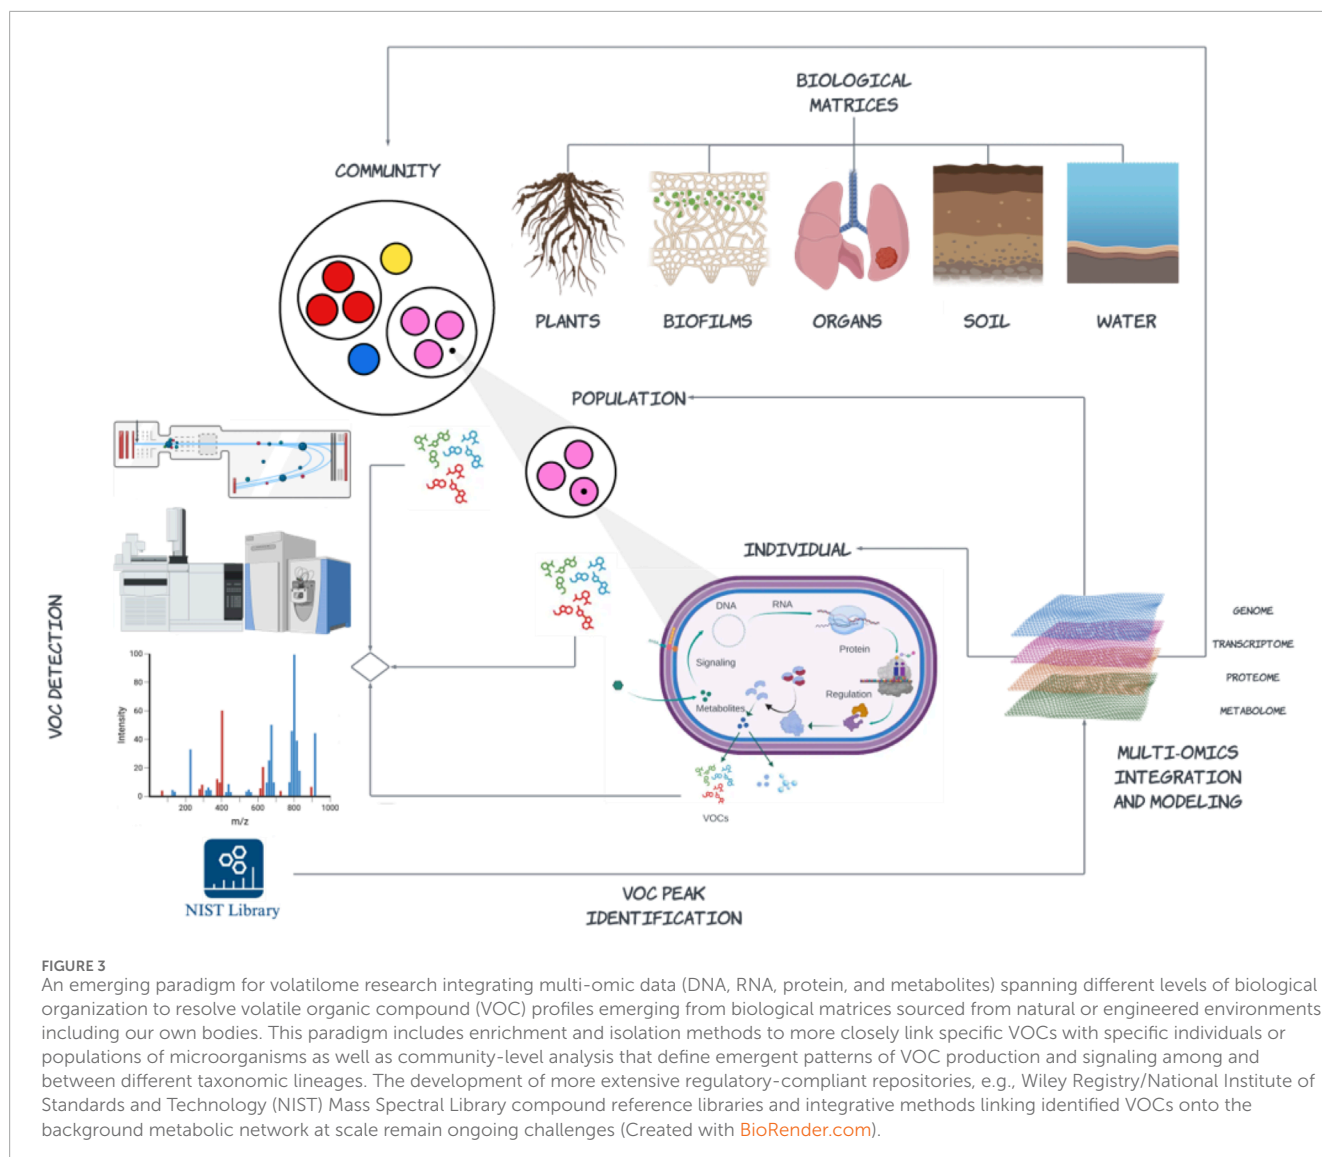 BIOLOGICAL
MATRICES
COMMUNITY
PLANTS
BIOFILMS
ORGANS
SOIL
WATER
POPULATION
INDIVIDUAL
DNA
RNA
Protein
Signaling
Regulation
Metabolites
VOCs
GENOME
TRANSCRIPTOME
PROTEOME
METABOLOME
MULTI-OMICS
INTEGRATION
AND MODELING
VOC DETECTION
Intensity
100
80
60
40
20
0
200
400
600
800
1000
m/z
NIST Library
VOC PEAK
IDENTIFICATION
FIGURE 3
An emerging paradigm for volatilome research integrating multi-omic data (DNA, RNA, protein, and metabolites) spanning different levels of biological
organization to resolve volatile organic compound (VOC) profiles emerging from biological matrices sourced from natural or engineered environments
including our own bodies. This paradigm includes enrichment and isolation methods to more closely link specific VOCs with specific individuals or
populations of microorganisms as well as community-level analysis that define emergent patterns of VOC production and signaling among and
between different taxonomic lineages. The development of more extensive regulatory-compliant repositories, e.g., Wiley Registry/National Institute of
Standards and Technology (NIST) Mass Spectral Library compound reference libraries and integrative methods linking identified VOCs onto the
background metabolic network at scale remain ongoing challenges (Created with BioRender.com).